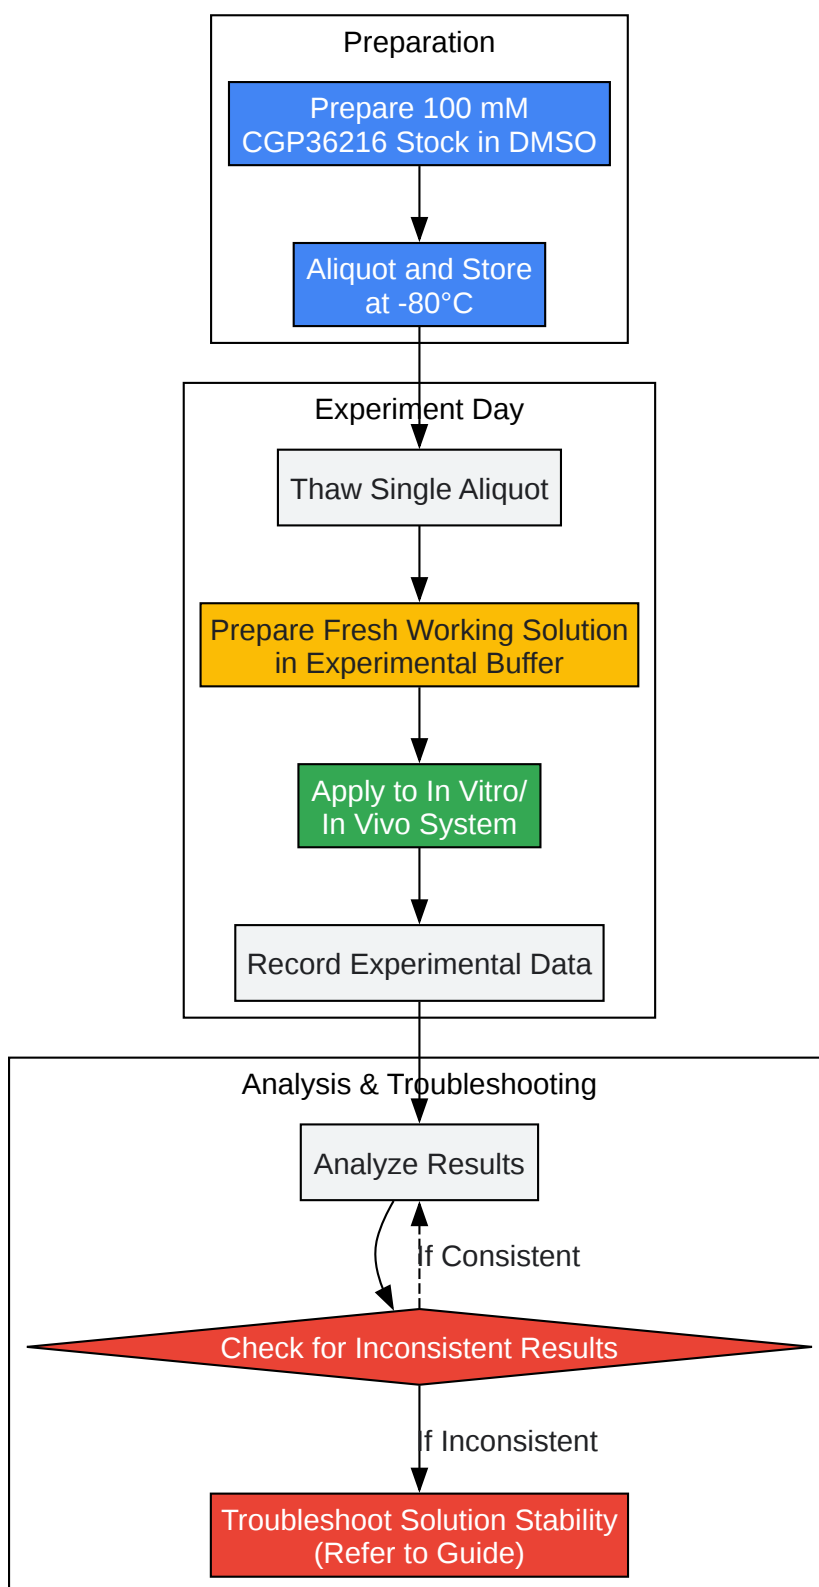 Preparation
Prepare 100 mM
CGP36216 Stock in DMSO
Aliquot and Store
at -80°C
Experiment Day
Thaw Single Aliquot
Prepare Fresh Working Solution
in Experimental Buffer
Apply to In Vitro/
In Vivo System
Record Experimental Data
Analysis & Troubleshooting
Analyze Results
If Consistent
Check for Inconsistent Results
If Inconsistent
Troubleshoot Solution Stability
(Refer to Guide)